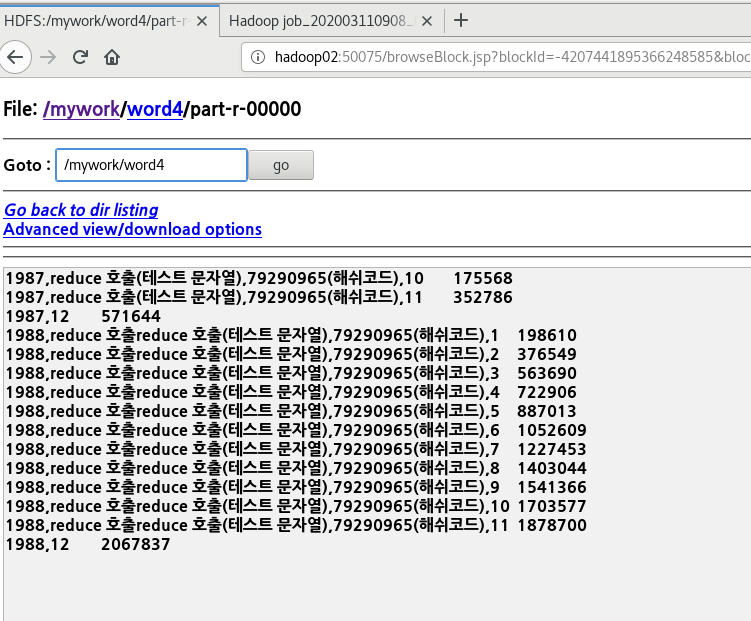 HDFS:/mywork/word4/part-r-
Hadoop job_202003110908_
hadoop02:50075/browseBlock.jsp?blockId=-4207441895366248585&bloc
File: /mywork/word4/part-r-00000
Goto : /mywork/word4 go
Go back to dir listing
Advanced view/download options
1987,reduce 호출(테스트 문자열),79290965(해쉬코드),10 175568
1987,reduce 호출(테스트 문자열),79290965(해쉬코드),11 352786
1987,12 571644
1988,reduce 호출reduce 호출(테스트 문자열),79290965(해쉬코드),1 198610
1988,reduce 호출reduce 호출(테스트 문자열),79290965(해쉬코드),2 376549
1988,reduce 호출reduce 호출(테스트 문자열),79290965(해쉬코드),3 563690
1988,reduce 호출reduce 호출(테스트 문자열),79290965(해쉬코드),4 722906
1988,reduce 호출reduce 호출(테스트 문자열),79290965(해쉬코드),5 887013
1988,reduce 호출reduce 호출(테스트 문자열),79290965(해쉬코드),6 1052609
1988,reduce 호출reduce 호출(테스트 문자열),79290965(해쉬코드),7 1227453
1988,reduce 호출reduce 호출(테스트 문자열),79290965(해쉬코드),8 1403044
1988,reduce 호출reduce 호출(테스트 문자열),79290965(해쉬코드),9 1541366
1988,reduce 호출reduce 호출(테스트 문자열),79290965(해쉬코드),10 1703577
1988,reduce 호출reduce 호출(테스트 문자열),79290965(해쉬코드),11 1878700
1988,12 2067837